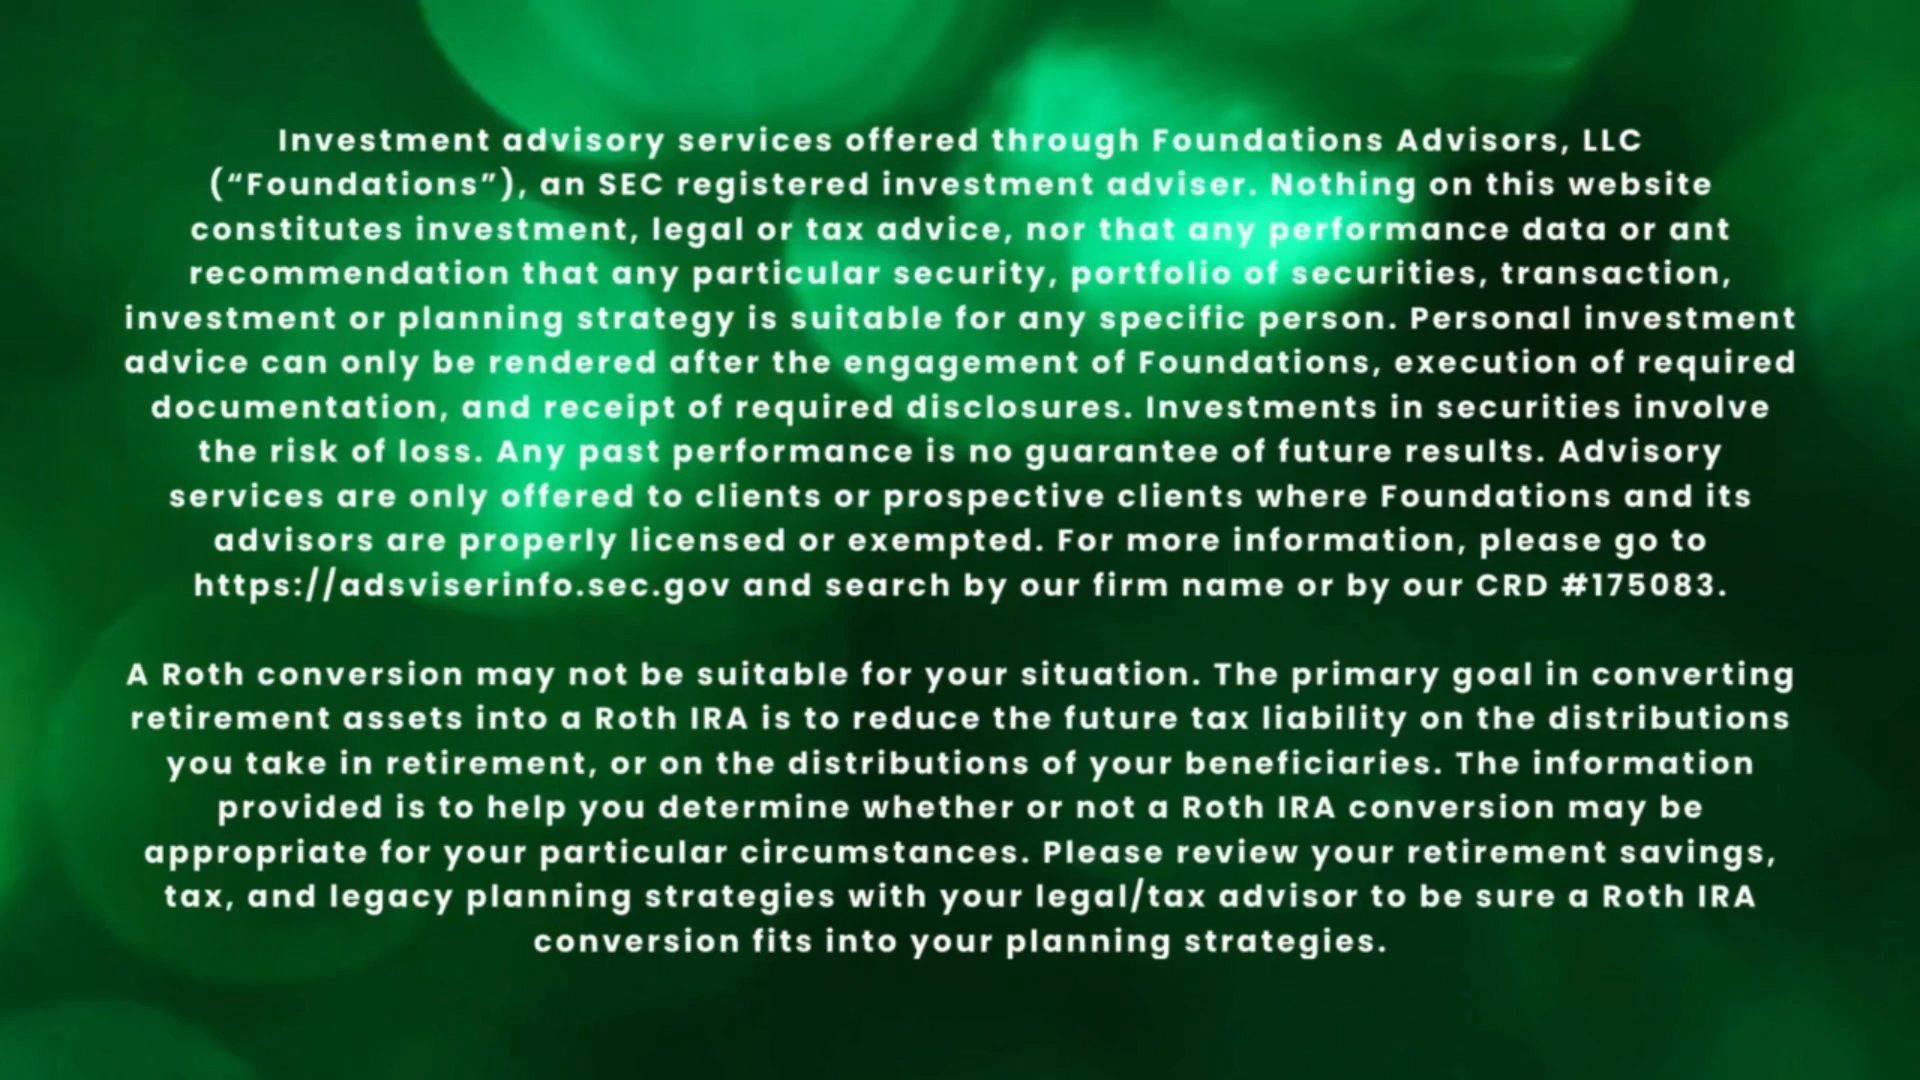 Investment advisory services offered through Foundations Advisors, LLC
(“Foundations”), an SEC registered investment adviser. Nothing on this website
constitutes investment, legal or tax advice, nor that any performance data or ant
recommendation that any particular security, portfolio of securities, transaction,
investment or planning strategy is suitable for any specific person. Personal investment
advice can only be rendered after the engagement of Foundations, execution of required
documentation, and receipt of required disclosures. Investments in securities involve
the risk of loss. Any past performance is no guarantee of future results. Advisory
services are only offered to clients or prospective clients where Foundations and its
advisors are properly licensed or exempted. For more information, please go to
https://adsviserinfo.sec.gov and search by our firm name or by our CRD #175083.
A Roth conversion may not be suitable for your situation. The primary goal in converting
retirement assets into a Roth IRA is to reduce the future tax liability on the distributions
you take in retirement, or on the distributions of your beneficiaries. The information
provided is to help you determine whether or not a Roth IRA conversion may be
appropriate for your particular circumstances. Please review your retirement savings,
tax, and legacy planning strategies with your legal/tax advisor to be sure a Roth IRA
conversion fits into your planning strategies.